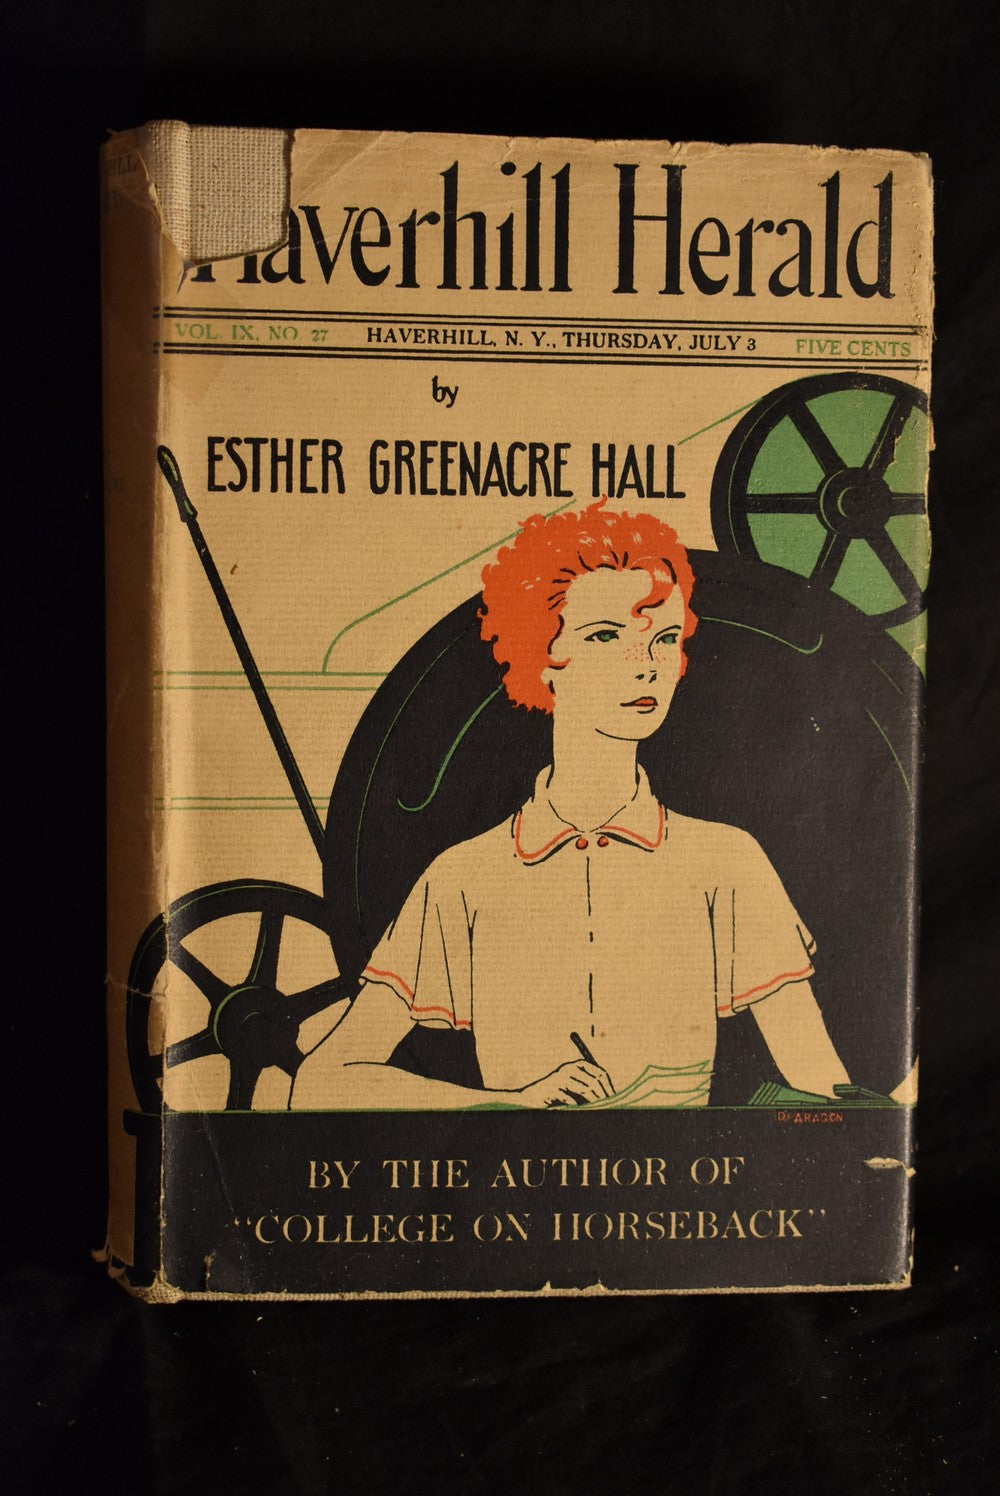 Haverhill Herald
VOL. IX, NO. 27 HAVERHILL, N. Y., THURSDAY, JULY 3 FIVE CENTS
by
ESTHER GREENACRE HALL
DE ARAGON
BY THE AUTHOR OF
"COLLEGE ON HORSEBACK"